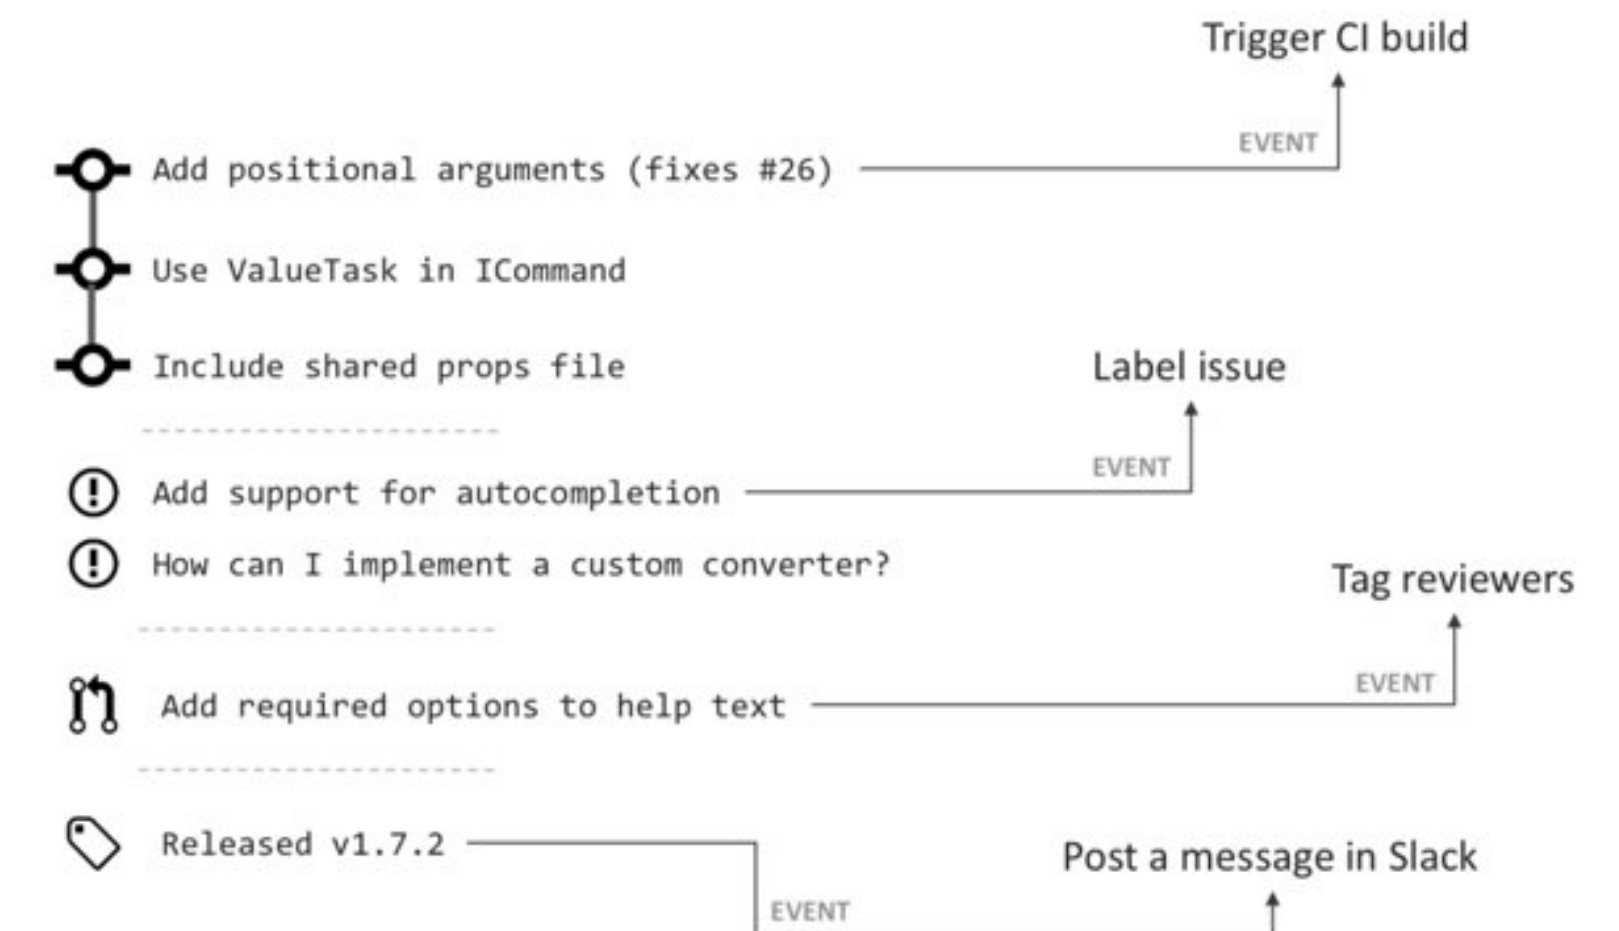 Trigger CI build
EVENT
Add positional arguments (fixes #26)
Use ValueTask in ICommand
Include shared props file
Label issue
EVENT
Add support for autocompletion
How can I implement a custom converter?
Tag reviewers
EVENT
Add required options to help text
Released v1.7.2
Post a message in Slack
EVENT